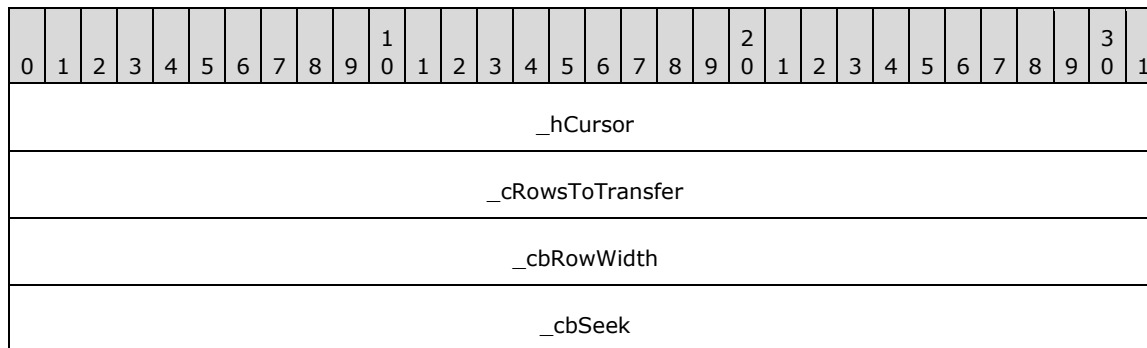 1 2 3
0 1 2 3 4 5 6 7 8 9 0 1 2 3 4 5 6 7 8 9 0 1 2 3 4 5 6 7 8 9 0 1
_hCursor
_cRowsToTransfer
_cbRowWidth
_cbSeek